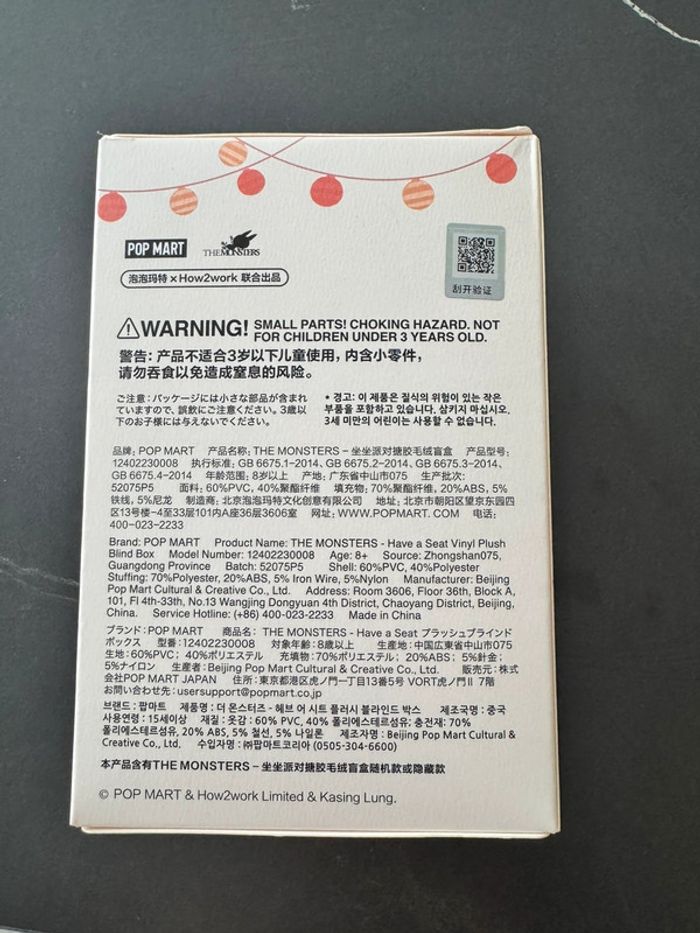 POP MART
THE MONSTERS
泡泡玛特 × How2work 联合出品
刮开验证
WARNING! SMALL PARTS! CHOKING HAZARD. NOT
FOR CHILDREN UNDER 3 YEARS OLD.
警告: 产品不适合3岁以下儿童使用，内含小零件，
请勿吞食以免造成窒息的风险。
ご注意：パッケージには小さな部品が含まれ
ていますので、誤飲にご注意ください。3歳以
下のお子様には与えないでください。
* 경고: 이 제품은 질식의 위험이 있는 작은
부품을 포함하고 있습니다. 삼키지 마십시오.
3세 미만의 어린이는 사용할 수 없습니다.
品牌: POP MART 产品名称: THE MONSTERS – 坐坐派对搪胶毛绒盲盒 产品型号:
12402230008 执行标准: GB 6675.1–2014、GB 6675.2–2014、GB 6675.3–2014、
GB 6675.4–2014 年龄范围: 8岁以上 产地: 广东省中山市075 生产批次:
52075P5 面料: 60%PVC, 40%聚酯纤维 填充物: 70%聚酯纤维, 20%ABS, 5%
铁线, 5%尼龙 制造商: 北京泡泡玛特文化创意有限公司 地址: 北京市朝阳区望京东园四
区13号楼–4至33层101内A座36层3606室 网址: WWW.POPMART.COM 电话:
400–023–2233
Brand: POP MART Product Name: THE MONSTERS - Have a Seat Vinyl Plush
Blind Box Model Number: 12402230008 Age: 8+ Source: Zhongshan075,
Guangdong Province Batch: 52075P5 Shell: 60%PVC, 40%Polyester
Stuffing: 70%Polyester, 20%ABS, 5% Iron Wire, 5%Nylon Manufacturer: Beijing
Pop Mart Cultural & Creative Co., Ltd. Address: Room 3606, Floor 36th, Block A,
101, Fl 4th-33th, No.13 Wangjing Dongyuan 4th District, Chaoyang District, Beijing,
China. Service Hotline: (+86) 400-023-2233 Made in China
ブランド: POP MART 商品名: THE MONSTERS – Have a Seat プラッシュブラインド
ボックス 型番: 12402230008 対象年齢: 8歳以上 生産地: 中国広東省中山市075
生地: 60%PVC; 40%ポリエステル 充填物: 70%ポリエステル; 20%ABS; 5%針金;
5%ナイロン 生産者: Beijing Pop Mart Cultural & Creative Co., Ltd. 販売元: 株式
会社POP MART JAPAN 住所: 東京都港区虎ノ門一丁目13番5号 VORT虎ノ門Ⅱ 7階
お問い合わせ先: usersupport@popmart.co.jp
브랜드 : 팝마트 제품명 : 더 몬스터즈 - 헤브 어 시트 플러시 블라인드 박스 제조국명 : 중국
사용연령 : 15세이상 재질 : 옷감 : 60% PVC, 40% 폴리에스테르섬유; 충전재: 70%
폴리에스테르섬유, 20% ABS, 5% 철선, 5% 나일론 제조자명 : Beijing Pop Mart Cultural &
Creative Co., Ltd. 수입자명 : ㈜팝마트코리아 (0505-304-6600)
本产品含有THE MONSTERS – 坐坐派对搪胶毛绒盲盒随机款或隐藏款
© POP MART & How2work Limited & Kasing Lung.